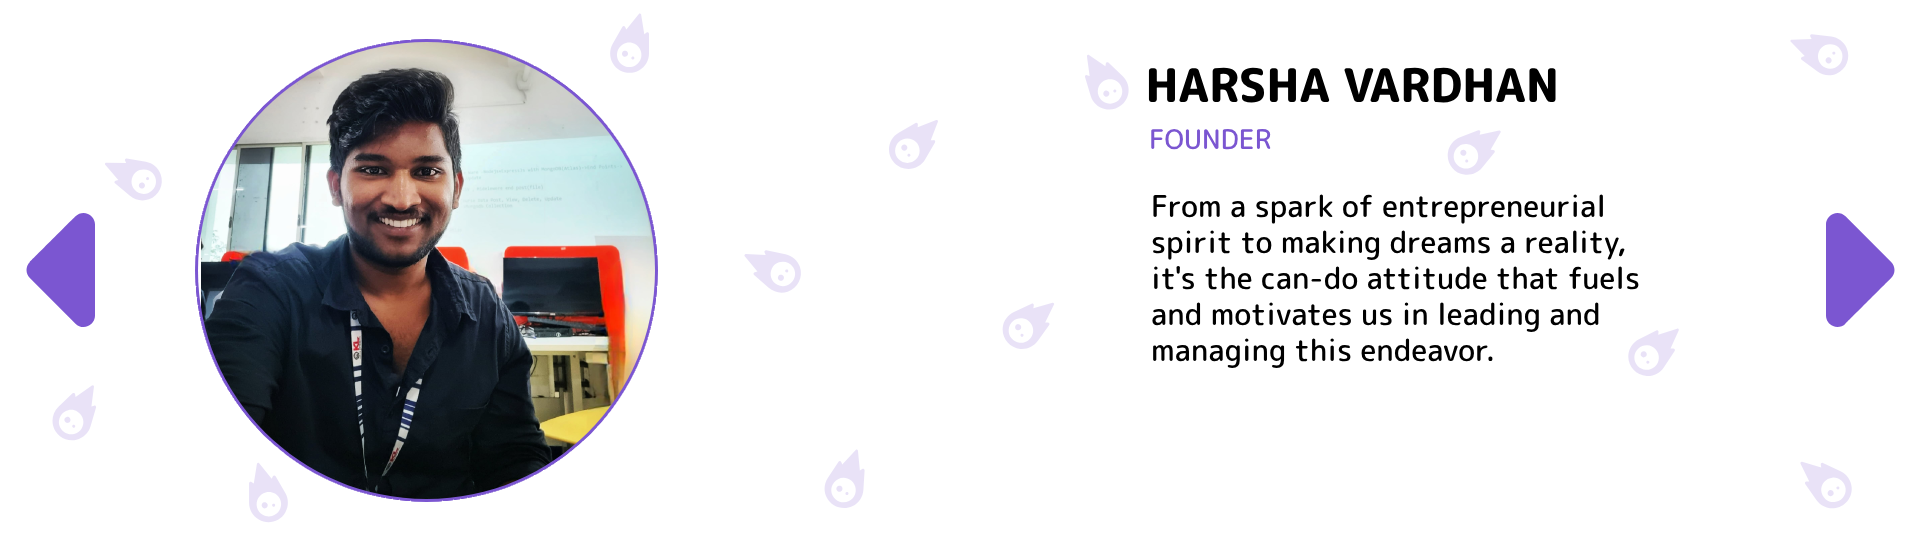 HARSHA VARDHAN
FOUNDER
From a spark of entrepreneurial
spirit to making dreams a reality,
it's the can-do attitude that fuels
and motivates us in leading and
managing this endeavor.
KL